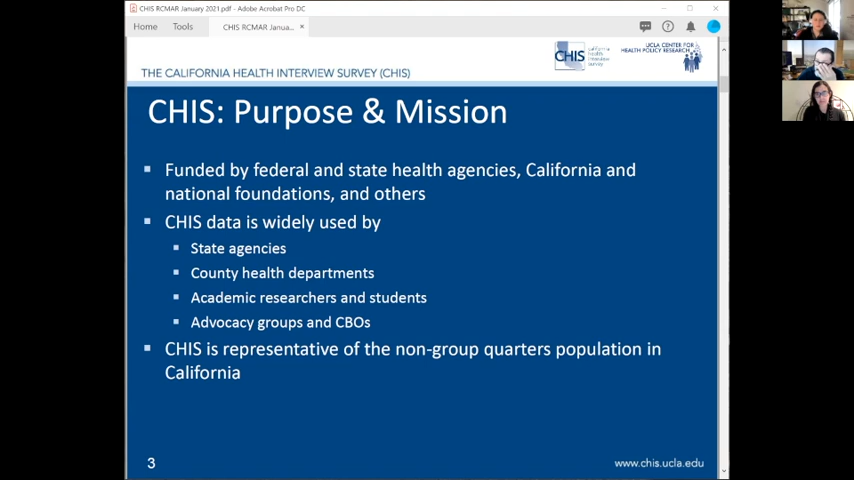 CHIS RCMAR January 2021.pdf - Adobe Acrobat Pro DC
Home Tools CHIS RCMAR Janua... ×
CHIS california health interview survey
UCLA CENTER FOR
HEALTH POLICY RESEARCH
THE CALIFORNIA HEALTH INTERVIEW SURVEY (CHIS)
CHIS: Purpose & Mission
▪ Funded by federal and state health agencies, California and
national foundations, and others
▪ CHIS data is widely used by
▪ State agencies
▪ County health departments
▪ Academic researchers and students
▪ Advocacy groups and CBOs
▪ CHIS is representative of the non-group quarters population in
California
3
www.chis.ucla.edu